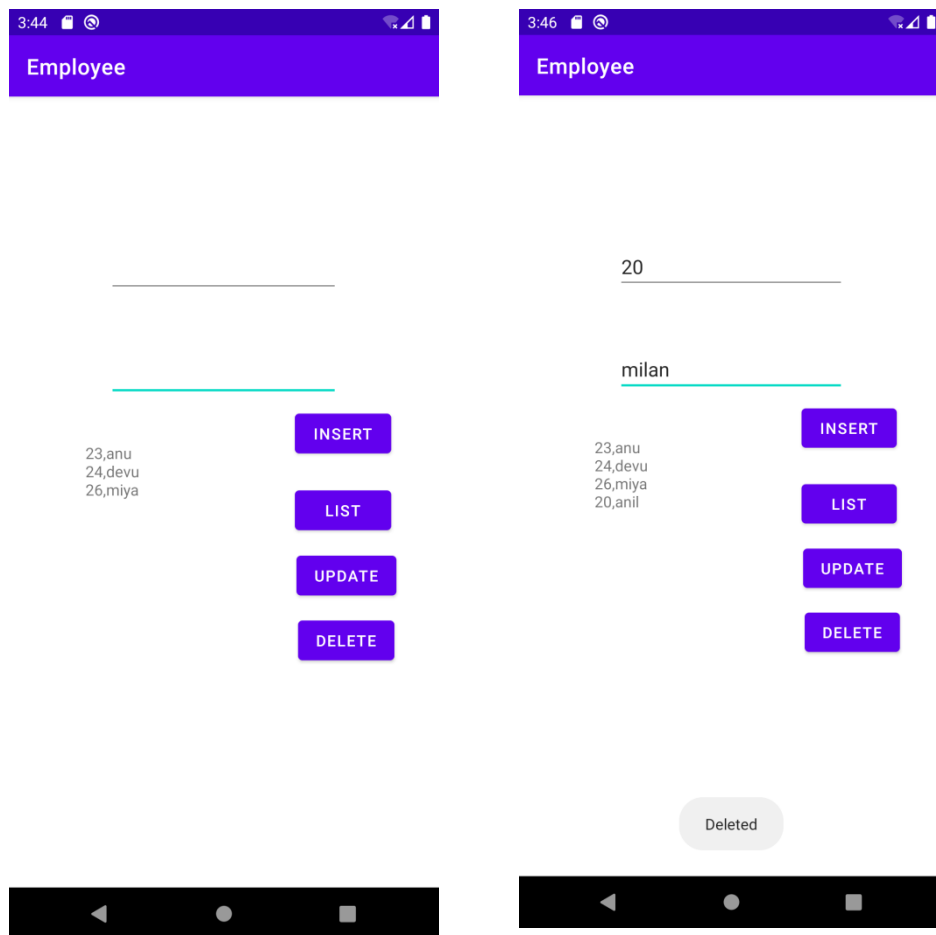 3:44
Employee
INSERT
23,anu
24,devu
26,miya
LIST
UPDATE
DELETE
3:46
Employee
20
milan
INSERT
23,anu
24,devu
26,miya
20,anil
LIST
UPDATE
DELETE
Deleted